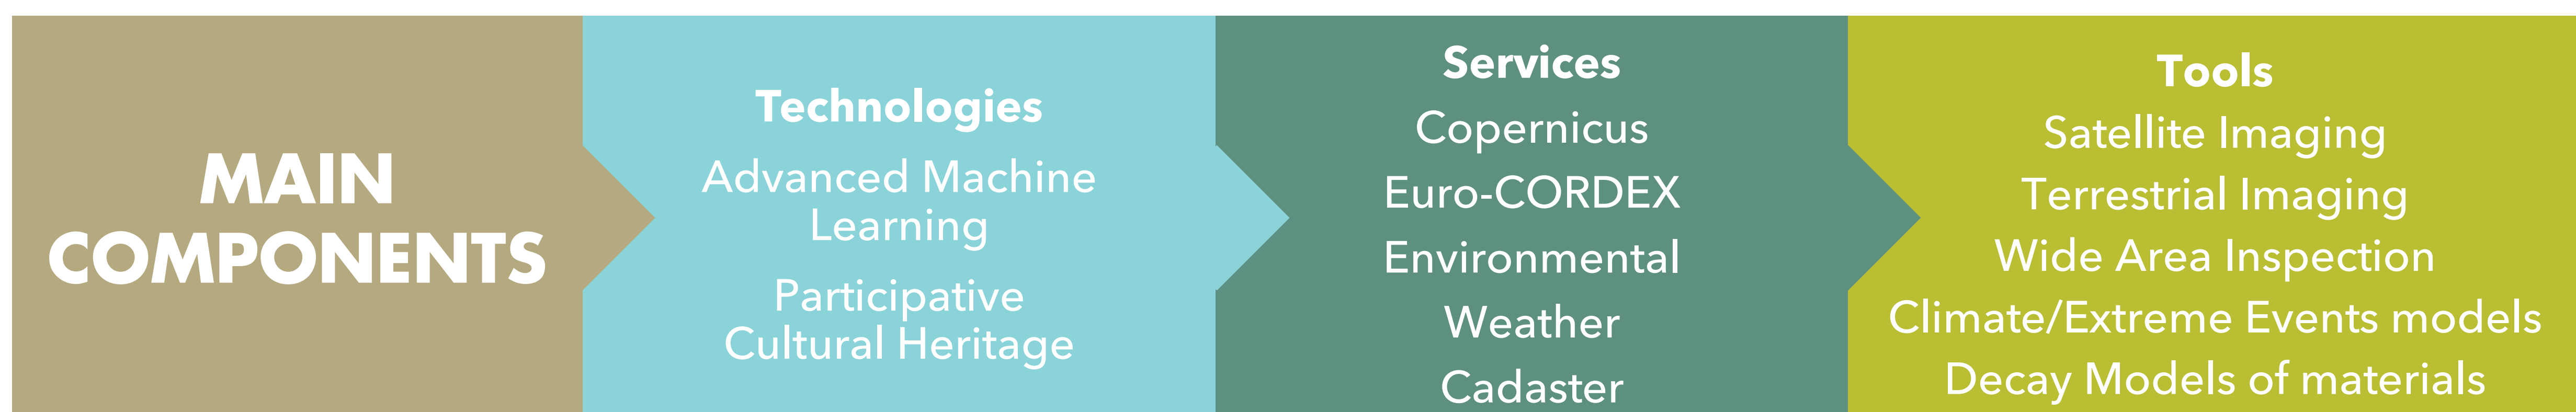 MAIN
COMPONENTS
Technologies
Advanced Machine
Learning
Participative
Cultural Heritage
Services
Copernicus
Euro-CORDEX
Environmental
Weather
Cadaster
Tools
Satellite Imaging
Terrestrial Imaging
Wide Area Inspection
Climate/Extreme Events models
Decay Models of materials